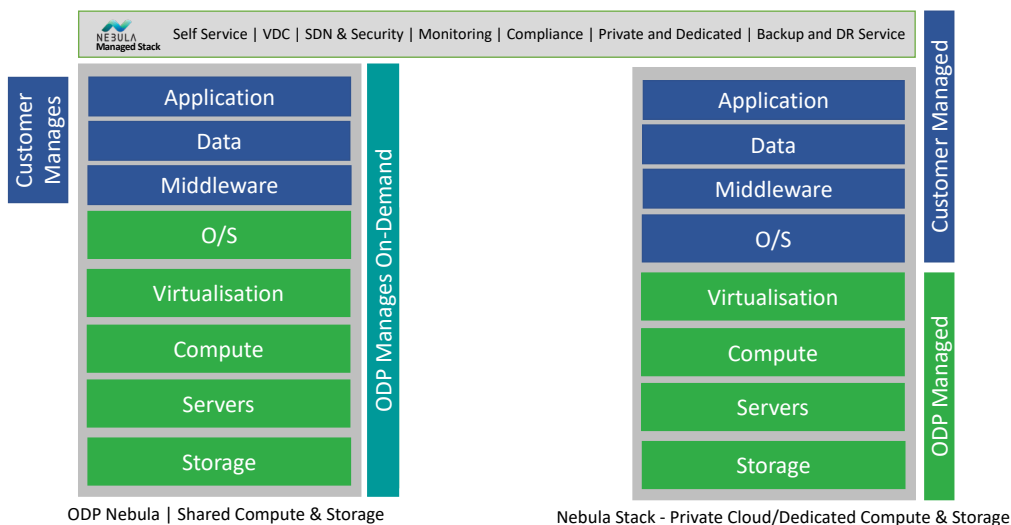 NEBULA
Managed Stack
Self Service | VDC | SDN & Security | Monitoring | Compliance | Private and Dedicated | Backup and DR Service
Customer
Manages
Application
Data
Middleware
O/S
Virtualisation
Compute
Servers
Storage
ODP Manages On-Demand
ODP Nebula | Shared Compute & Storage
Application
Data
Middleware
O/S
Virtualisation
Compute
Servers
Storage
Customer Managed
ODP Managed
Nebula Stack - Private Cloud/Dedicated Compute & Storage